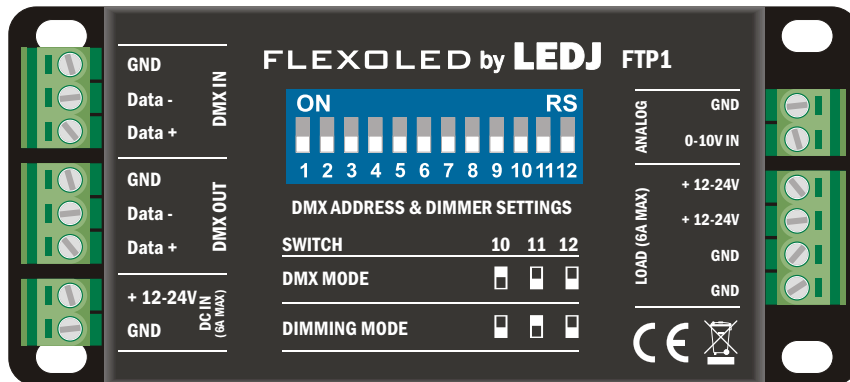 FLEXOLED by LEDJ FTP1
GND
Data -
Data +
DMX IN
GND
Data -
Data +
DMX OUT
+ 12-24V
GND
DC IN
(6A MAX)
ON RS
1 2 3 4 5 6 7 8 9 10 11 12
DMX ADDRESS & DIMMER SETTINGS
SWITCH 10 11 12
DMX MODE
DIMMING MODE
ANALOG
GND
0-10V IN
LOAD (6A MAX)
+ 12-24V
+ 12-24V
GND
GND
CE